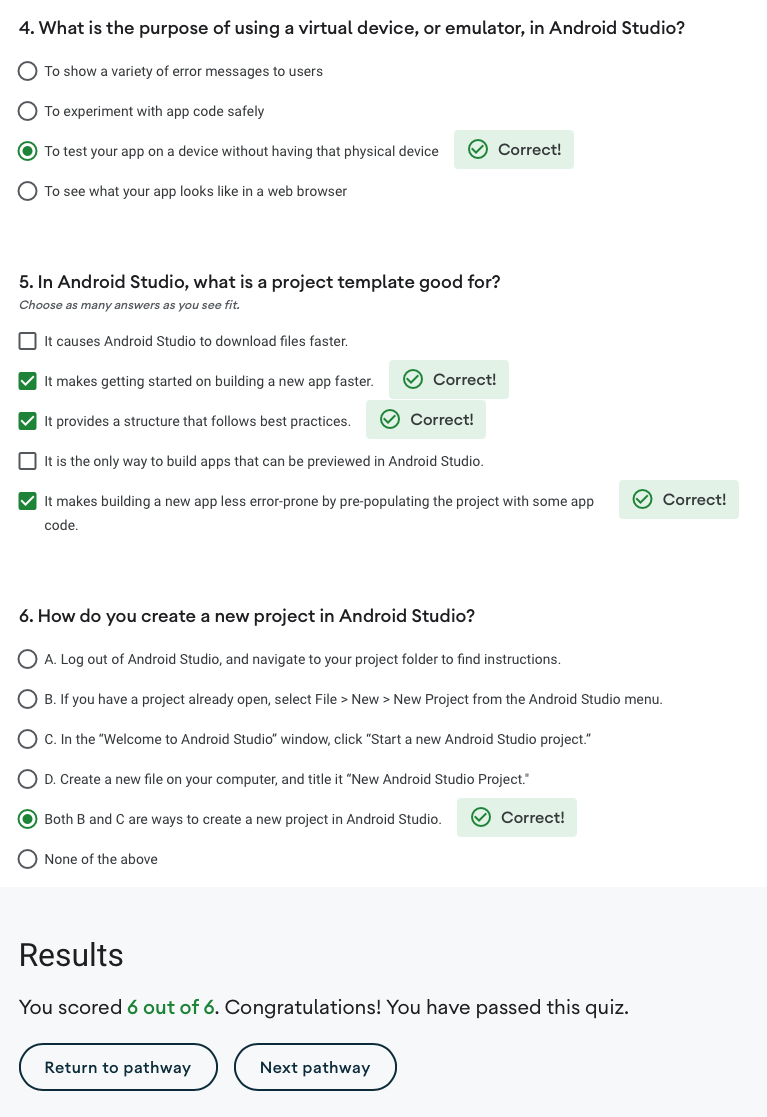 4. What is the purpose of using a virtual device, or emulator, in Android Studio?
To show a variety of error messages to users
To experiment with app code safely
To test your app on a device without having that physical device
Correct!
To see what your app looks like in a web browser
5. In Android Studio, what is a project template good for?
Choose as many answers as you see fit.
It causes Android Studio to download files faster.
It makes getting started on building a new app faster.
Correct!
It provides a structure that follows best practices.
Correct!
It is the only way to build apps that can be previewed in Android Studio.
It makes building a new app less error-prone by pre-populating the project with some app
code.
Correct!
6. How do you create a new project in Android Studio?
A. Log out of Android Studio, and navigate to your project folder to find instructions.
B. If you have a project already open, select File > New > New Project from the Android Studio menu.
C. In the “Welcome to Android Studio” window, click “Start a new Android Studio project.”
D. Create a new file on your computer, and title it “New Android Studio Project."
Both B and C are ways to create a new project in Android Studio.
Correct!
None of the above
Results
You scored 6 out of 6. Congratulations! You have passed this quiz.
Return to pathway
Next pathway